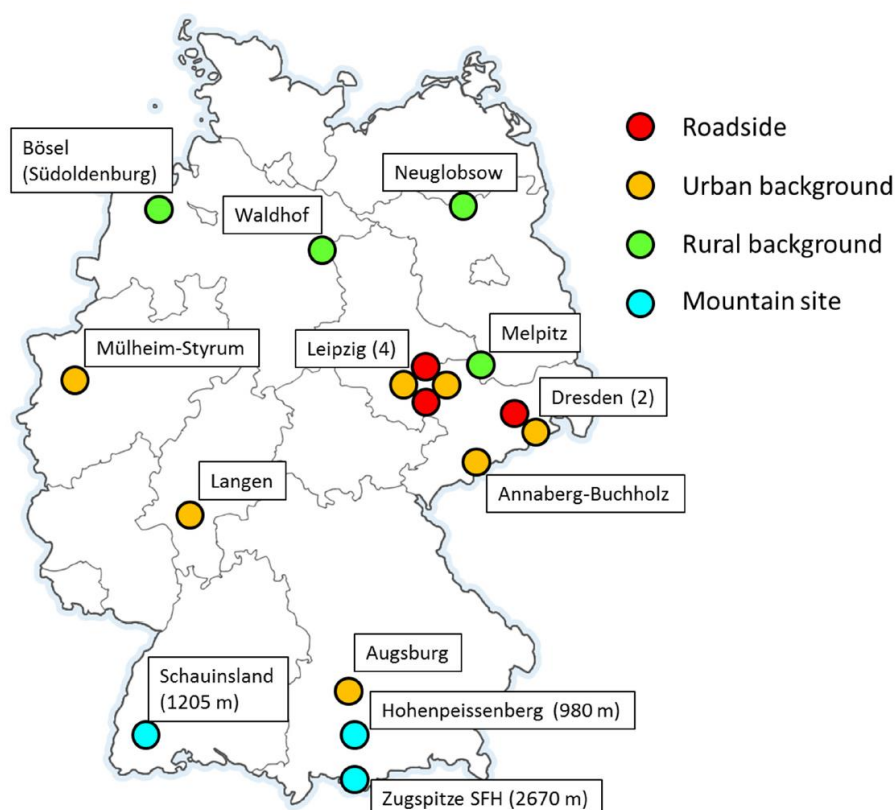 Bösel
(Südoldenburg)
Neuglobsow
Waldhof
Roadside
Urban background
Rural background
Mountain site
Mülheim-Styrum
Leipzig (4)
Melpitz
Dresden (2)
Langen
Annaberg-Buchholz
Augsburg
Schauinsland
(1205 m)
Hohenpeissenberg (980 m)
Zugspitze SFH (2670 m)